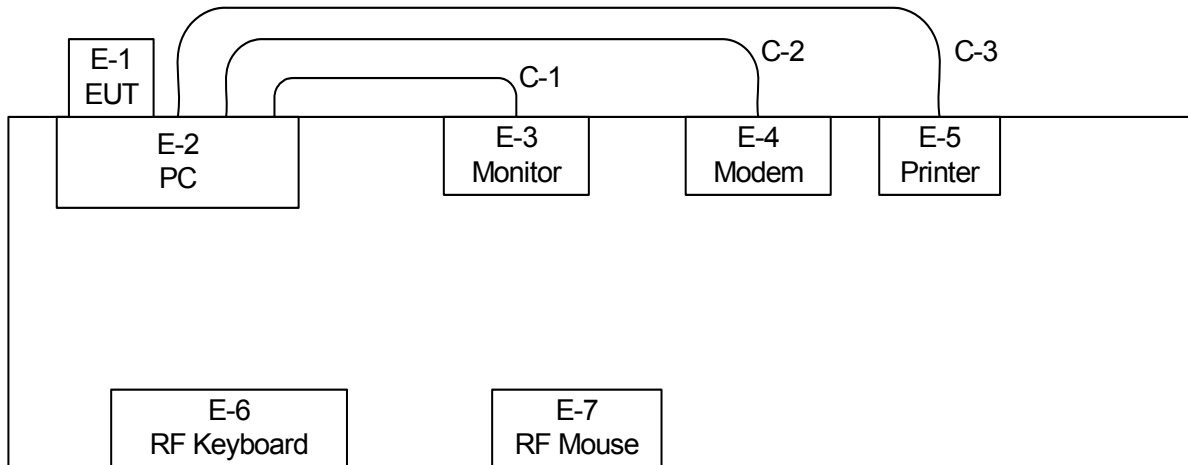 E-1
EUT
C-1
C-2
C-3
E-2
PC
E-3
Monitor
E-4
Modem
E-5
Printer
E-6
RF Keyboard
E-7
RF Mouse